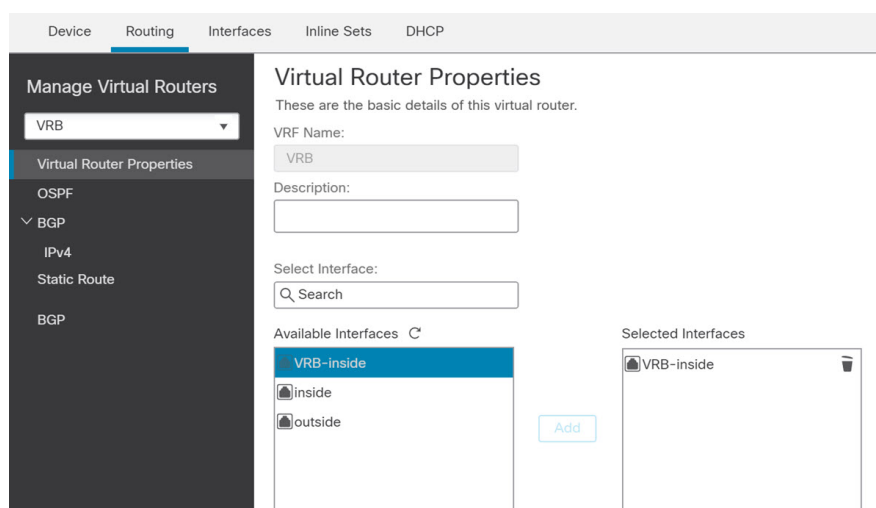 Device Routing Interfaces Inline Sets DHCP
Manage Virtual Routers
VRB
Virtual Router Properties
OSPF
BGP
IPv4
Static Route
BGP
Virtual Router Properties
These are the basic details of this virtual router.
VRF Name:
VRB
Description:
Select Interface:
Search
Available Interfaces
VRB-inside
inside
outside
Add
Selected Interfaces
VRB-inside